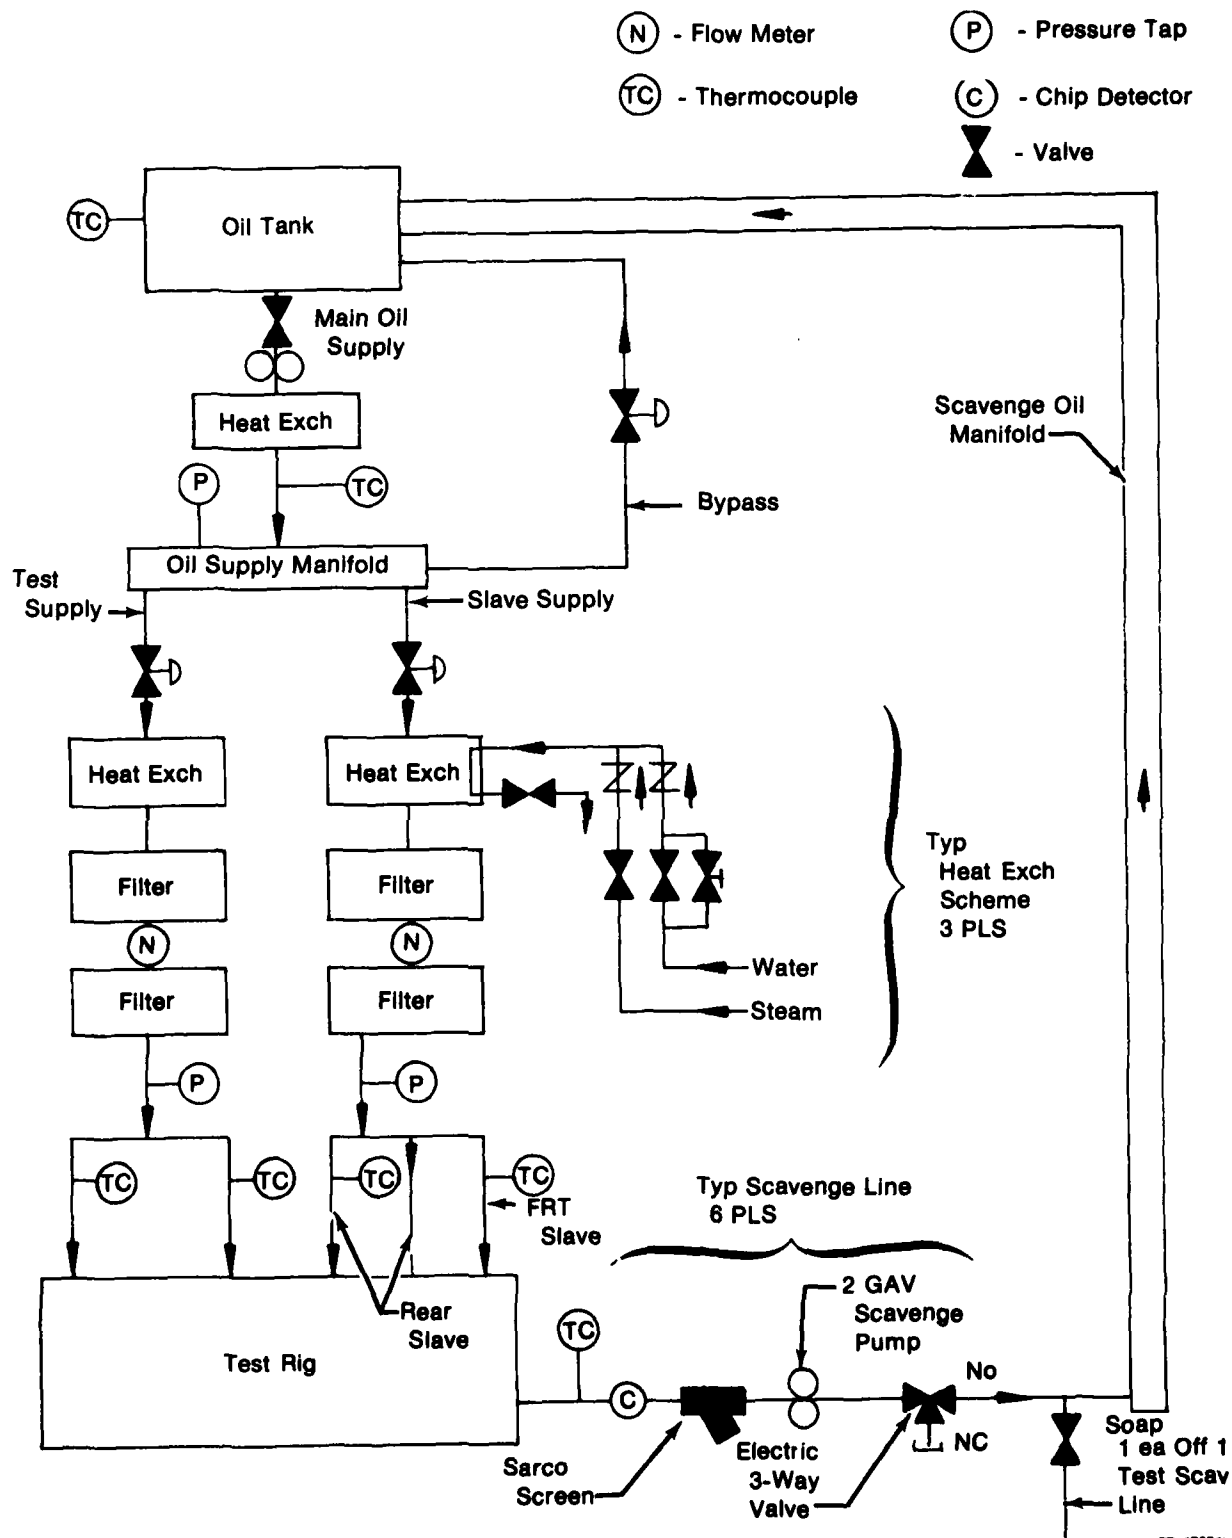 N - Flow Meter
P - Pressure Tap
TC - Thermocouple
C - Chip Detector
- Valve
TC
Oil Tank
Main Oil
Supply
Heat Exch
P
TC
Bypass
Scavenge Oil
Manifold
Oil Supply Manifold
Test
Supply
Slave Supply
Heat Exch
Heat Exch
Typ
Heat Exch
Scheme
3 PLS
Filter
Filter
N
N
Water
Filter
Filter
Steam
P
P
TC
TC
TC
TC
FRT
Slave
Typ Scavenge Line
6 PLS
Rear
Slave
2 GAV
Scavenge
Pump
Test Rig
TC
No
C
NC
Sarco
Screen
Electric
3-Way
Valve
Soap
1 ea Off 1
Test Scav
Line